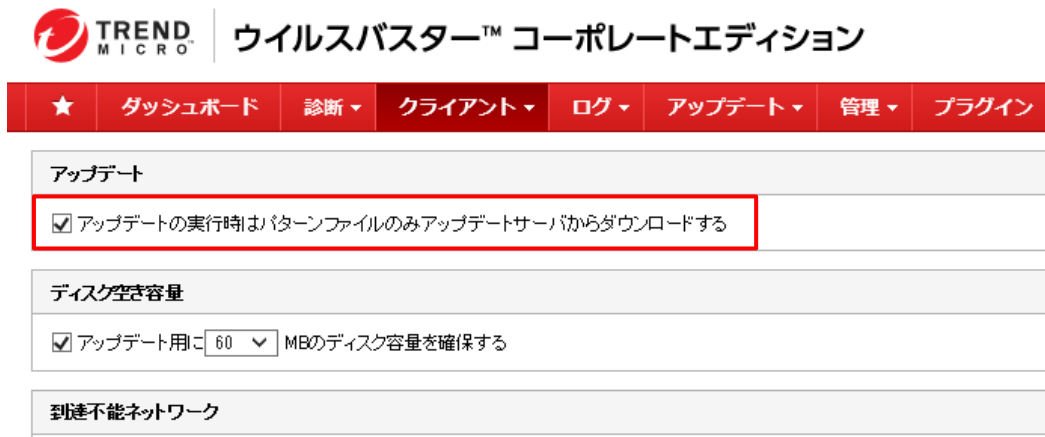 TREND MICRO ウイルスバスター™ コーポレートエディション
★ ダッシュボード 診断 クライアント ログ アップデート 管理 プラグイン
アップデート
アップデートの実行時はパターンファイルのみアップデートサーバからダウンロードする
ディスク空き容量
アップデート用に 60 MBのディスク容量を確保する
到達不能ネットワーク